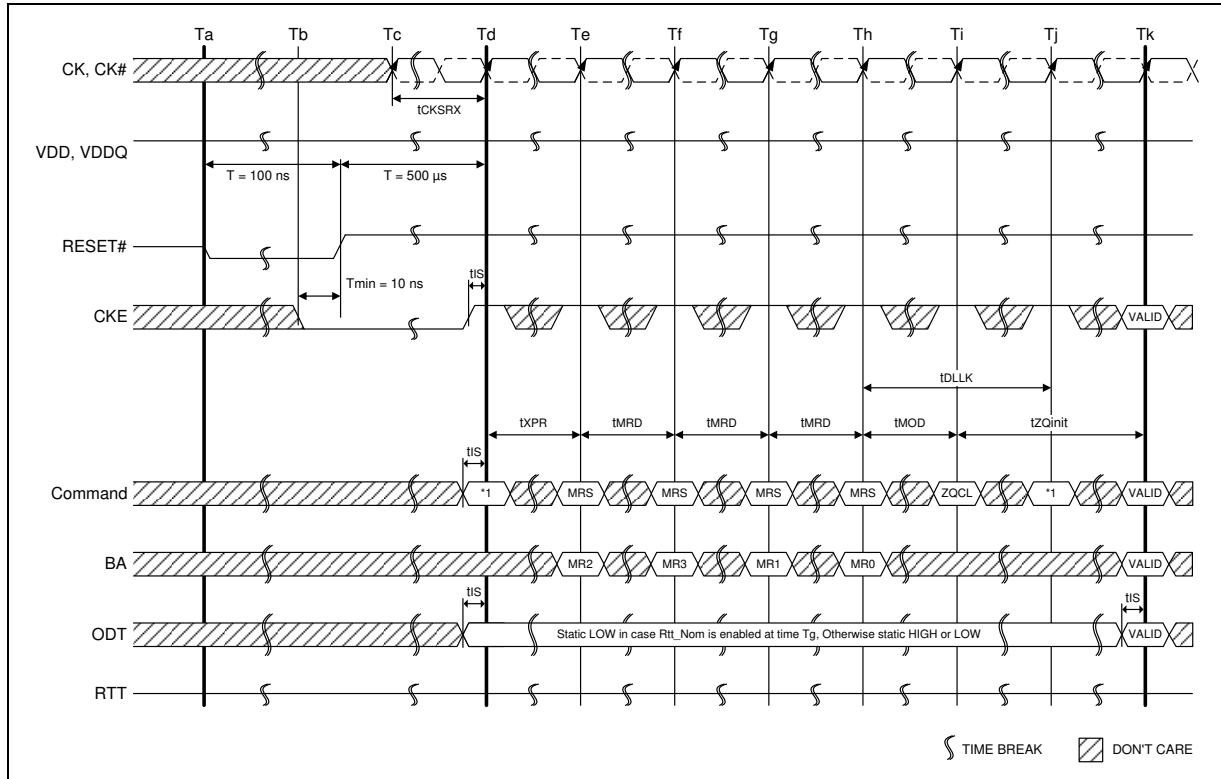 Ta Tb Tc Td Te Tf Tg Th Ti Tj Tk
CK, CK#
tCKSRX
VDD, VDDQ
T = 100 ns T = 500 µs
RESET#
Tmin = 10 ns tIS
CKE VALID
tDLLK
tXPR tMRD tMRD tMRD tMOD tZQinit
tIS
Command *1 MRS MRS MRS MRS ZQCL *1 VALID
BA MR2 MR3 MR1 MR0 VALID
tIS tIS
ODT Static LOW in case Rtt_Nom is enabled at time Tg, Otherwise static HIGH or LOW VALID
RTT
TIME BREAK DON'T CARE